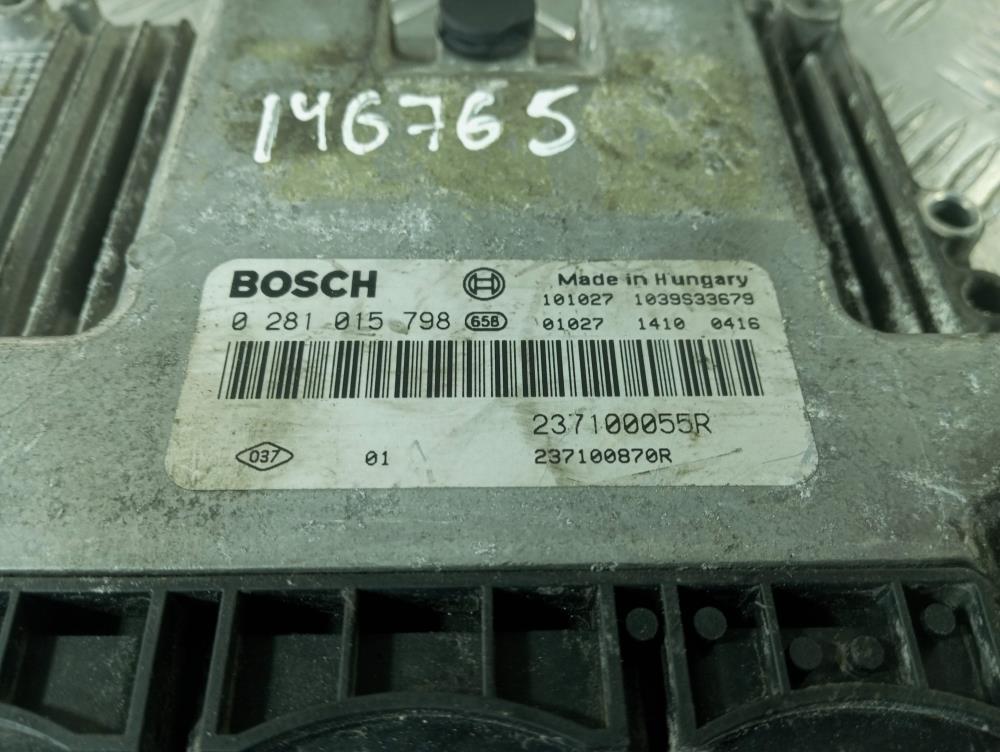 146765
BOSCH Made in Hungary
101027 1039S33679
0 281 015 798 658 01027 1410 0416
237100055R
037 01 237100870R